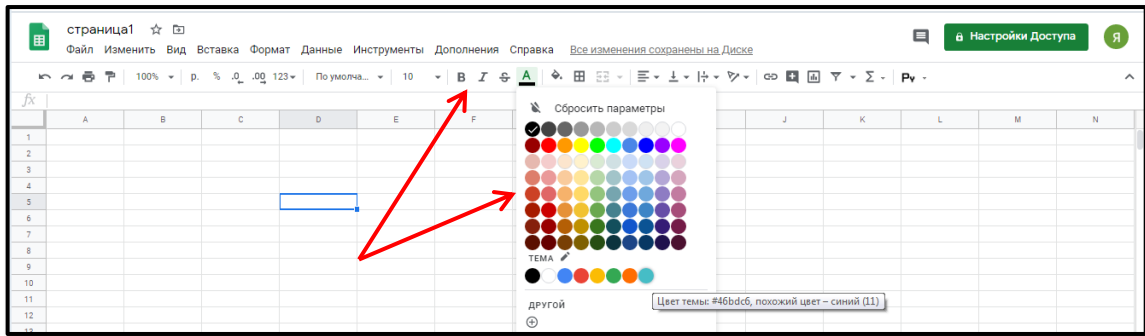 страница1
Файл Изменить Вид Вставка Формат Данные Инструменты Дополнения Справка Все изменения сохранены на Диске
Настройки Доступа
Я
100% р. % .0 .00 123 По умолча... 10 B I S A
fx
Сбросить параметры
A B C D E F J K L M N
1
2
3
4
5
6
7
8
9
10
11
12
13
ТЕМА
ДРУГОЙ
Цвет темы: #46bdc6, похожий цвет – синий (11)